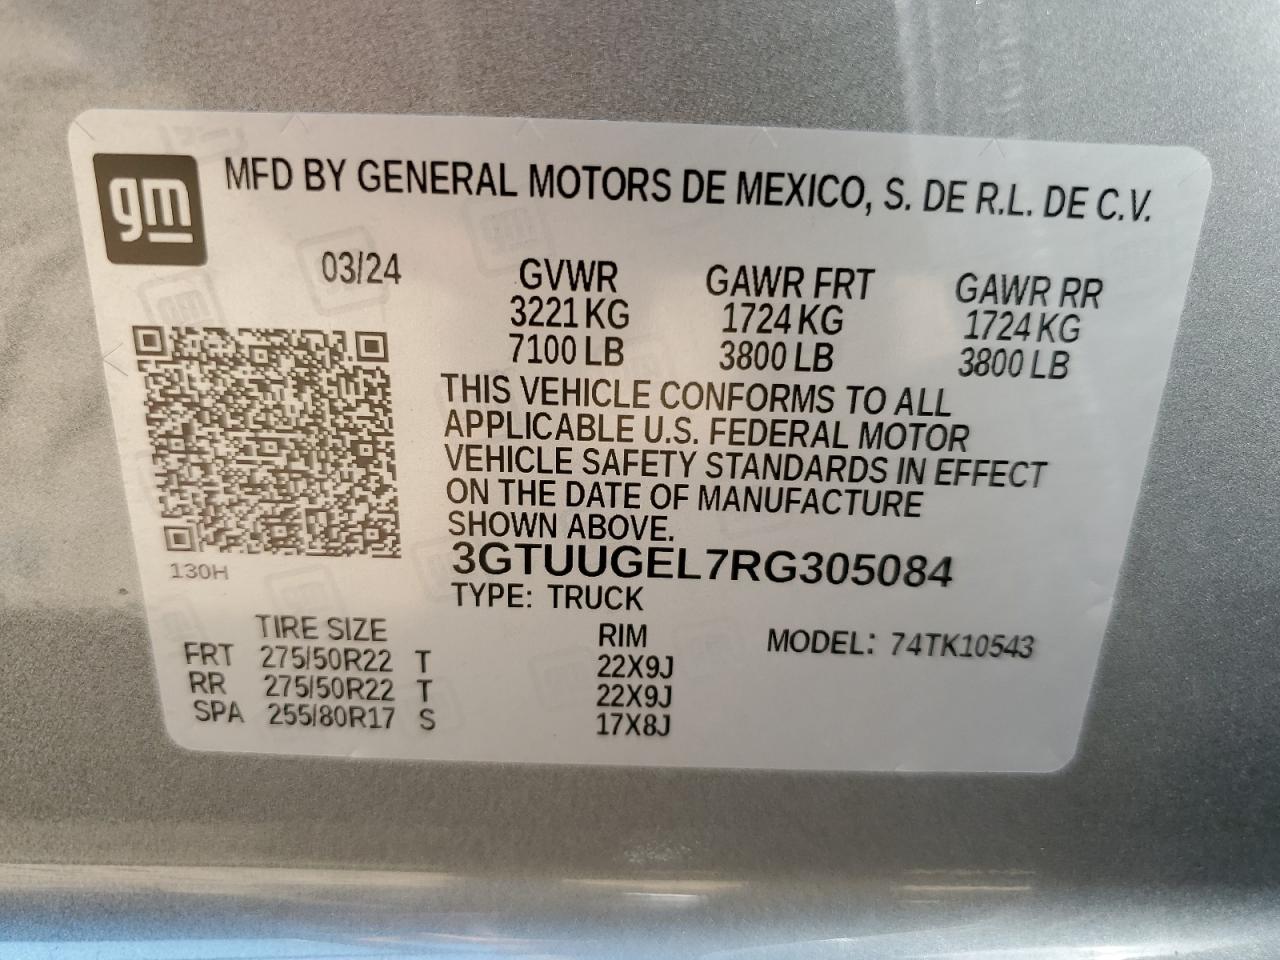 gm
MFD BY GENERAL MOTORS DE MEXICO, S. DE R.L. DE C.V.
03/24
GVWR GAWR FRT GAWR RR
3221 KG 1724 KG 1724 KG
7100 LB 3800 LB 3800 LB
THIS VEHICLE CONFORMS TO ALL
APPLICABLE U.S. FEDERAL MOTOR
VEHICLE SAFETY STANDARDS IN EFFECT
ON THE DATE OF MANUFACTURE
SHOWN ABOVE.
3GTUUGEL7RG305084
130H
TYPE: TRUCK
TIRE SIZE RIM MODEL: 74TK10543
FRT 275/50R22 T 22X9J
RR 275/50R22 T 22X9J
SPA 255/80R17 S 17X8J